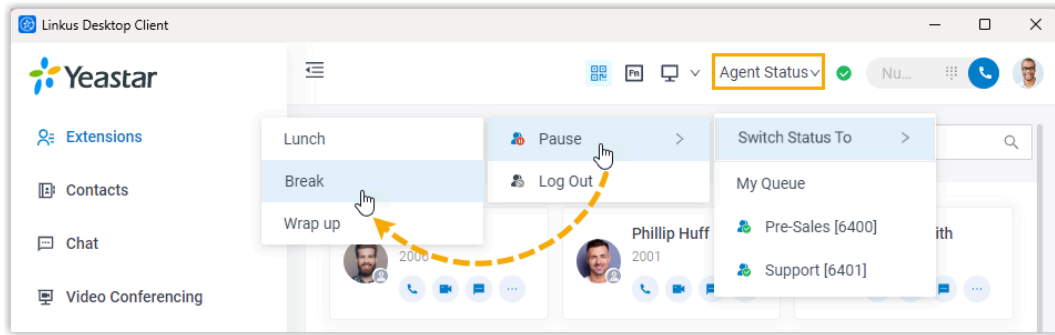 Linkus Desktop Client
Yeastar
Fn
Agent Status
Nu...
Extensions
Lunch
Pause
Switch Status To
Contacts
Break
Log Out
My Queue
Wrap up
Chat
2000
Phillip Huff
2001
Pre-Sales [6400]
ith
Support [6401]
Video Conferencing